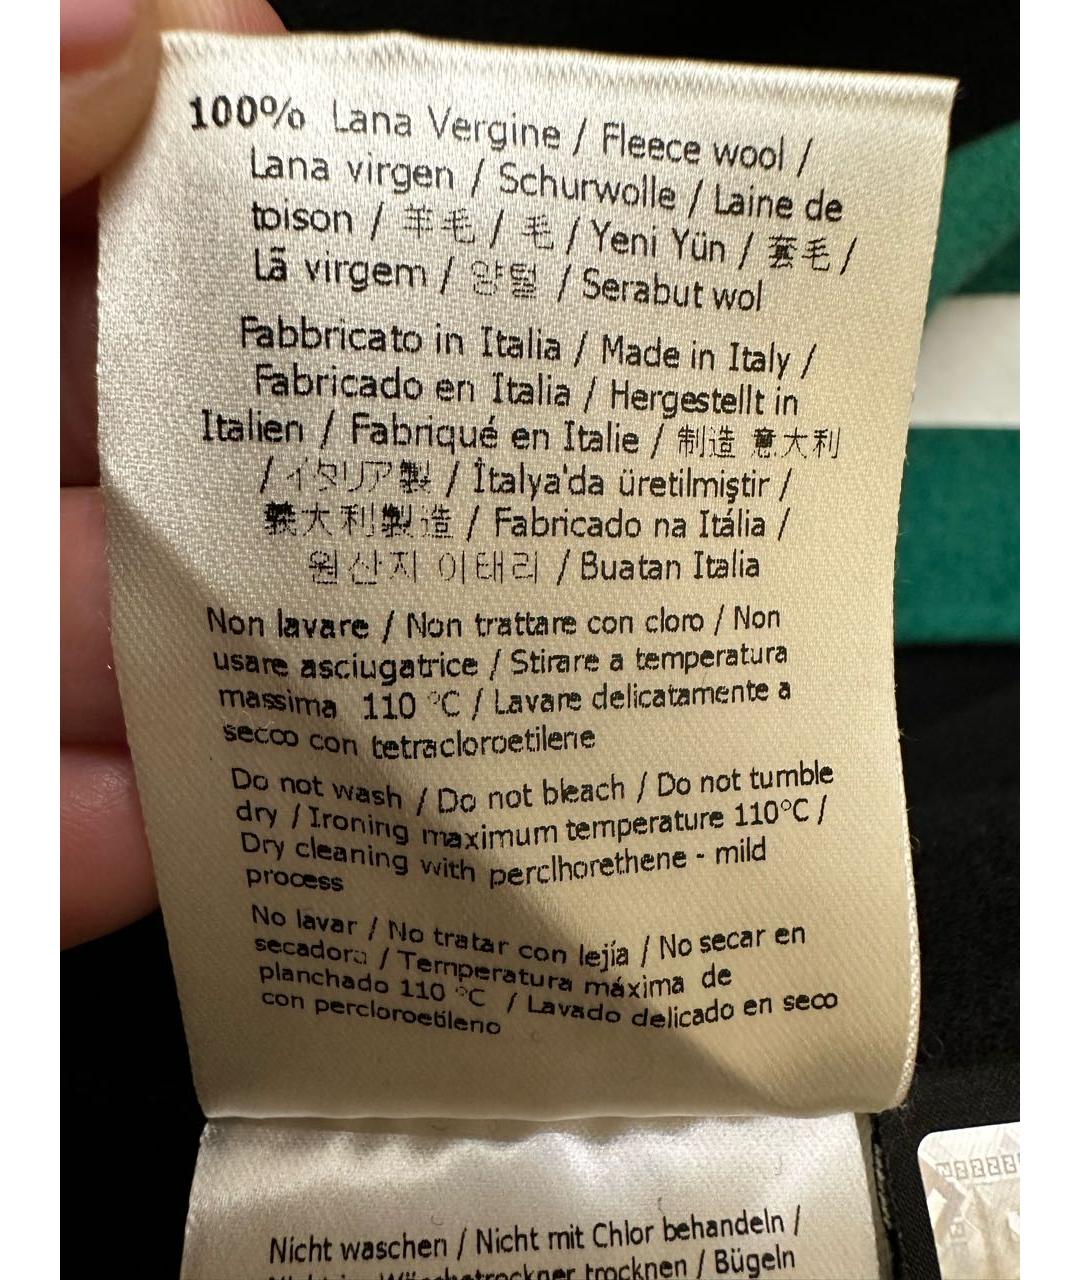 100% Lana Vergine / Fleece wool /
Lana virgen / Schurwolle / Laine de
toison / 羊毛 / 毛 / Yeni Yün / 套毛 /
Lã virgem / 양털 / Serabut wol
Fabbricato in Italia / Made in Italy /
Fabricado en Italia / Hergestellt in
Italien / Fabriqué en Italie / 制造 意大利
/ イタリア製 / İtalya'da üretilmiştir /
義大利製造 / Fabricado na Itália /
원산지 이태리 / Buatan Italia
Non lavare / Non trattare con cloro / Non
usare asciugatrice / Stirare a temperatura
massima 110 °C / Lavare delicatamente a
secco con tetracloroetilene
Do not wash / Do not bleach / Do not tumble
dry / Ironing maximum temperature 110°C /
Dry cleaning with perclhorethene - mild
process
No lavar / No tratar con lejía / No secar en
secadora / Temperatura máxima de
planchado 110 °C / Lavado delicado en seco
con percloroetileno
Nicht waschen / Nicht mit Chlor behandeln /
Nicht im Wäschetrockner trocknen / Bügeln